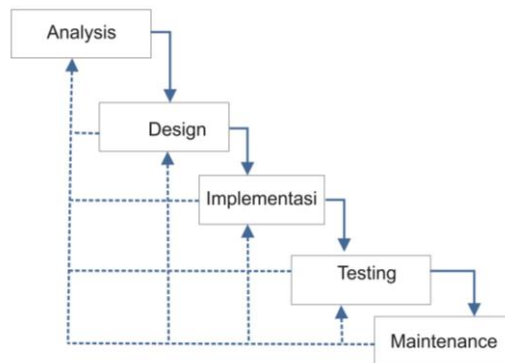 Analysis
Design
Implementasi
Testing
Maintenance